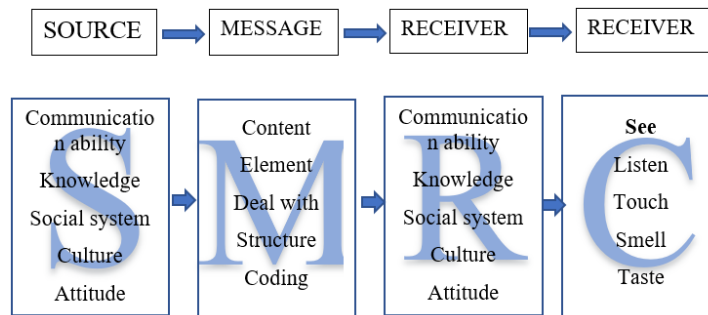 SOURCE
MESSAGE
RECEIVER
RECEIVER
S
Communicatio
n ability
Knowledge
Social system
Culture
Attitude
M
Content
Element
Deal with
Structure
Coding
R
Communicatio
n ability
Knowledge
Social system
Culture
Attitude
C
See
Listen
Touch
Smell
Taste